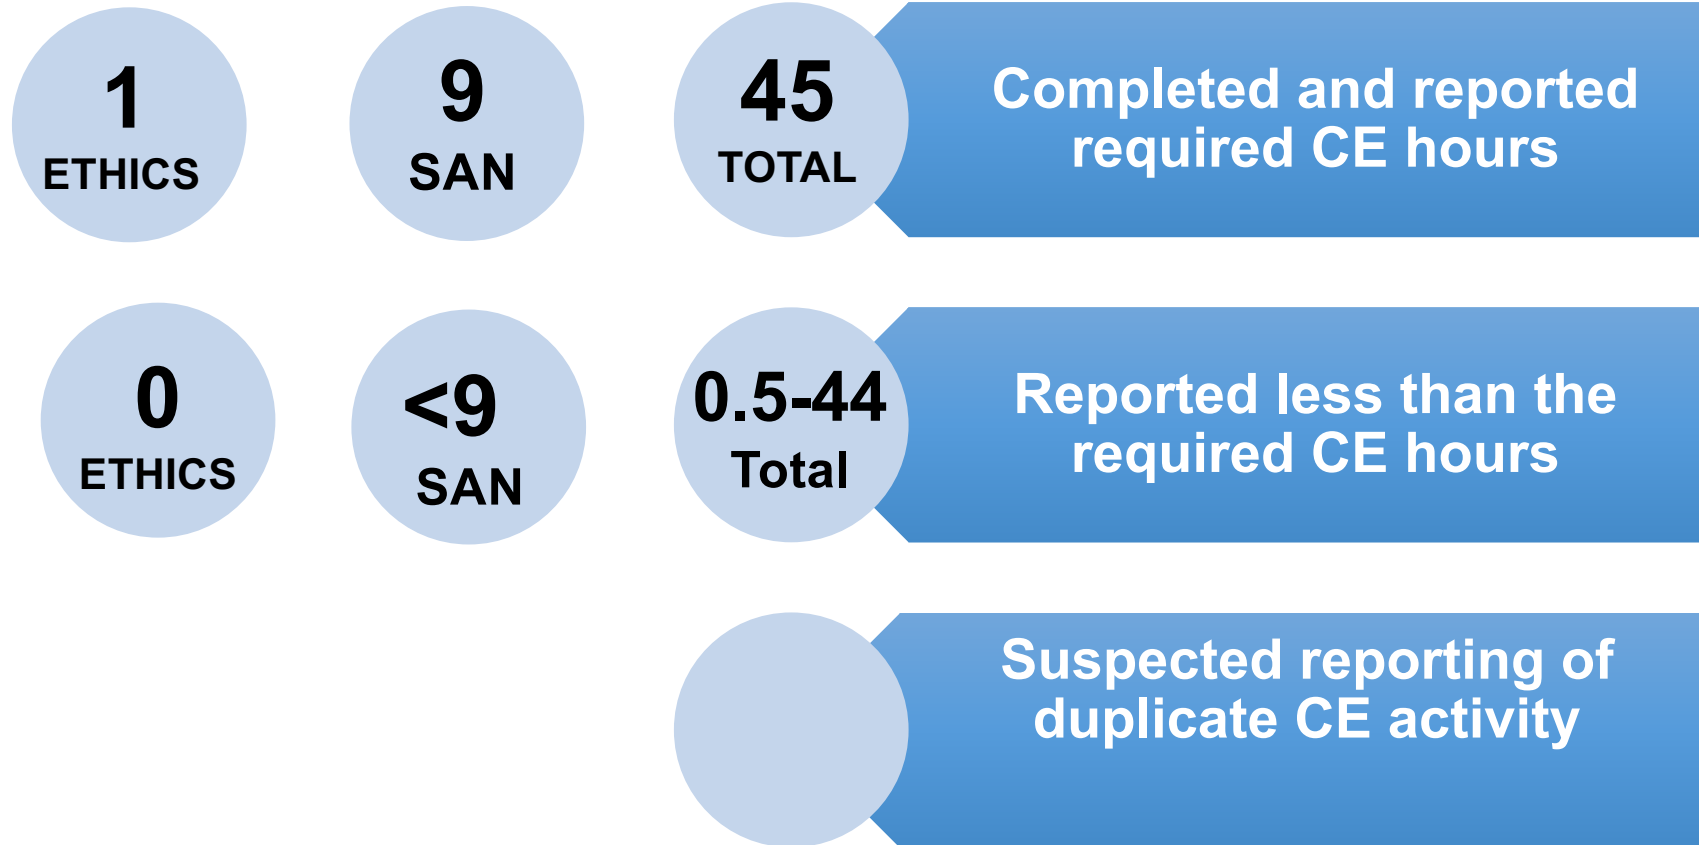 1
ETHICS
9
SAN
45
TOTAL
Completed and reported
required CE hours
0
ETHICS
<9
SAN
0.5-44
Total
Reported less than the
required CE hours
Suspected reporting of
duplicate CE activity